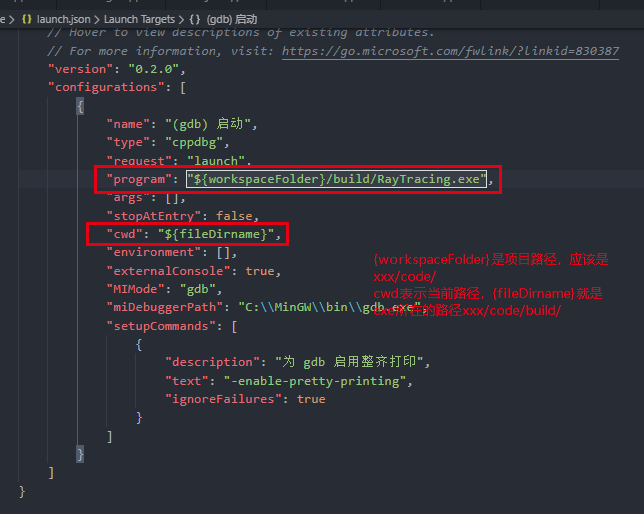 e > {} launch.json > Launch Targets > {} (gdb) 启动
// Hover to view descriptions of existing attributes.
// For more information, visit: https://go.microsoft.com/fwlink/?linkid=830387
"version": "0.2.0",
"configurations": [
{
"name": "(gdb) 启动",
"type": "cppdbg",
"request": "launch",
"program": "${workspaceFolder}/build/RayTracing.exe",
"args": [],
"stopAtEntry": false,
"cwd": "${fileDirname}",
"environment": [],
"externalConsole": true,
"MIMode": "gdb",
"miDebuggerPath": "C:\\MinGW\\bin\\gdb.exe",
"setupCommands": [
{
"description": "为 gdb 启用整齐打印",
"text": "-enable-pretty-printing",
"ignoreFailures": true
}
]
}
]
}
{workspaceFolder}是项目路径，应该是
xxx/code/
cwd表示当前路径，{fileDirname}就是
exe所在的路径xxx/code/build/